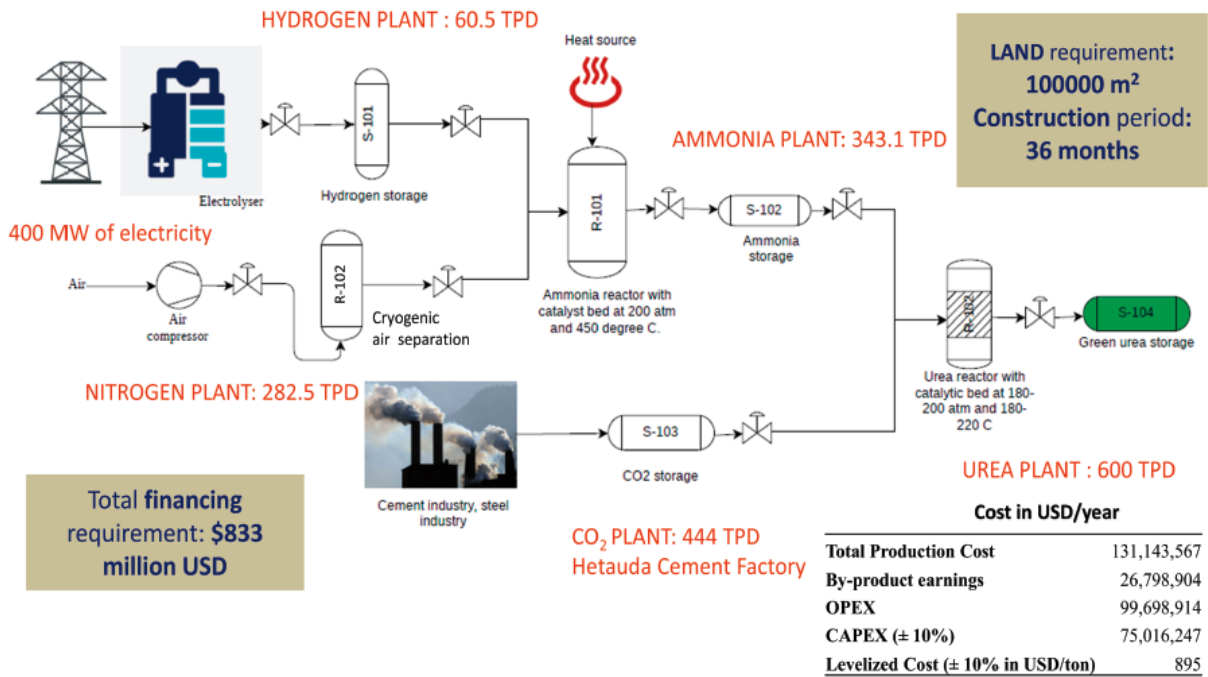 HYDROGEN PLANT : 60.5 TPD
Heat source
LAND requirement:
100000 m²
Construction period:
36 months
S-101
Electrolyser
Hydrogen storage
AMMONIA PLANT: 343.1 TPD
R-101
S-102
Ammonia
storage
400 MW of electricity
Air
Air
compressor
R-102
Cryogenic
air separation
Ammonia reactor with
catalyst bed at 200 atm
and 450 degree C.
R-102
S-104
Green urea storage
Urea reactor with
catalytic bed at 180-
200 atm and 180-
220 C
NITROGEN PLANT: 282.5 TPD
S-103
CO2 storage
Cement industry, steel
industry
UREA PLANT : 600 TPD
Total financing
requirement: $833
million USD
CO₂ PLANT: 444 TPD
Hetauda Cement Factory
Cost in USD/year
Total Production Cost 131,143,567
By-product earnings 26,798,904
OPEX 99,698,914
CAPEX (± 10%) 75,016,247
Levelized Cost (± 10% in USD/ton) 895